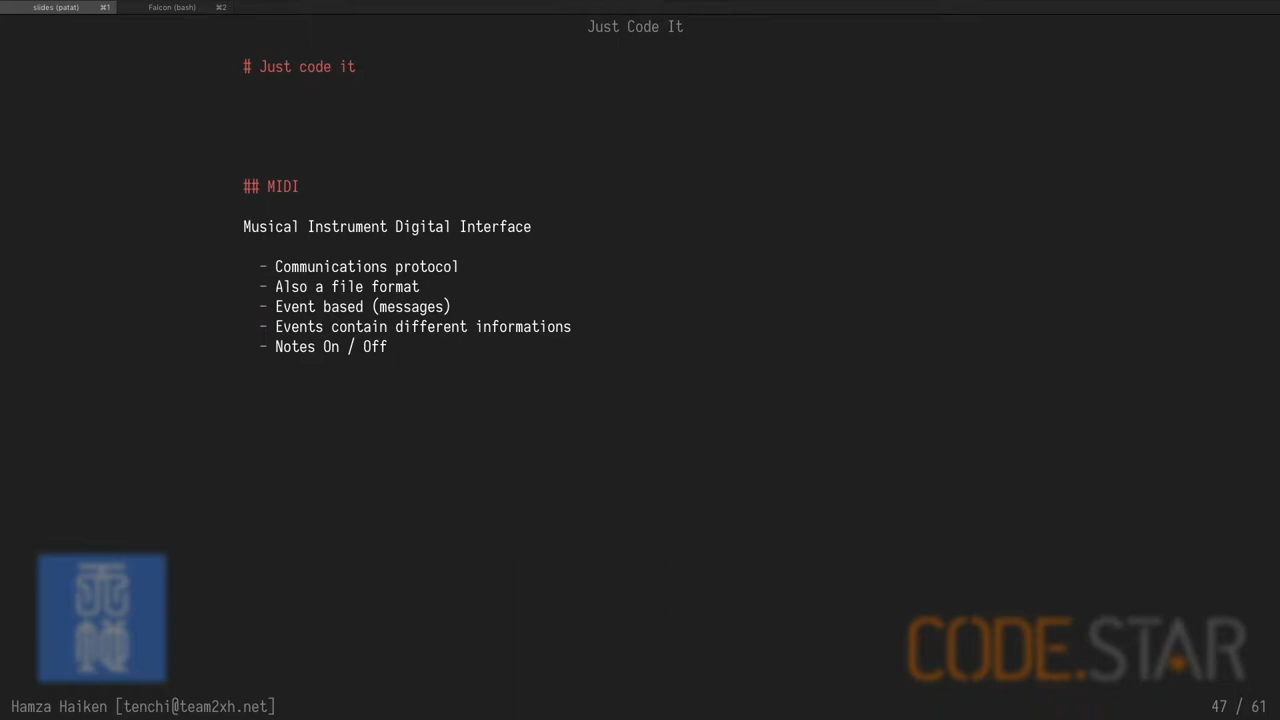 slides (patat) ⌘1 Falcon (bash) ⌘2
Just Code It
# Just code it
## MIDI
Musical Instrument Digital Interface
- Communications protocol
- Also a file format
- Event based (messages)
- Events contain different informations
- Notes On / Off
CODE.STAR
Hamza Haiken [tenchi@team2xh.net] 47 / 61